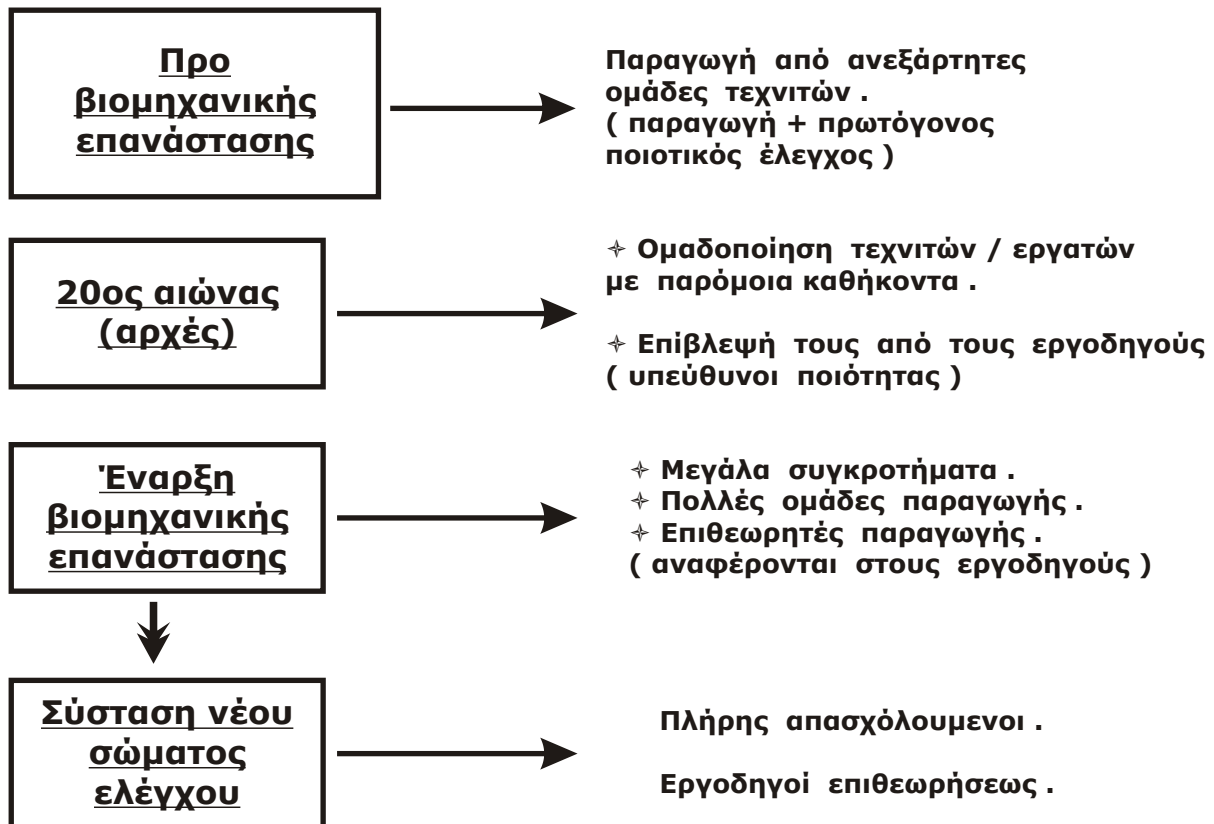 Προ
βιομηχανικής
επανάστασης
Παραγωγή από ανεξάρτητες
ομάδες τεχνιτών .
( παραγωγή + πρωτόγονος
ποιοτικός έλεγχος )
20ος αιώνας
(αρχές)
✧ Ομαδοποίηση τεχνιτών / εργατών
με παρόμοια καθήκοντα .
✧ Επίβλεψή τους από τους εργοδηγούς
( υπεύθυνοι ποιότητας )
Έναρξη
βιομηχανικής
επανάστασης
✧ Μεγάλα συγκροτήματα .
✧ Πολλές ομάδες παραγωγής .
✧ Επιθεωρητές παραγωγής .
( αναφέρονται στους εργοδηγούς )
Σύσταση νέου
σώματος
ελέγχου
Πλήρης απασχόλουμενοι .
Εργοδηγοί επιθεωρήσεως .